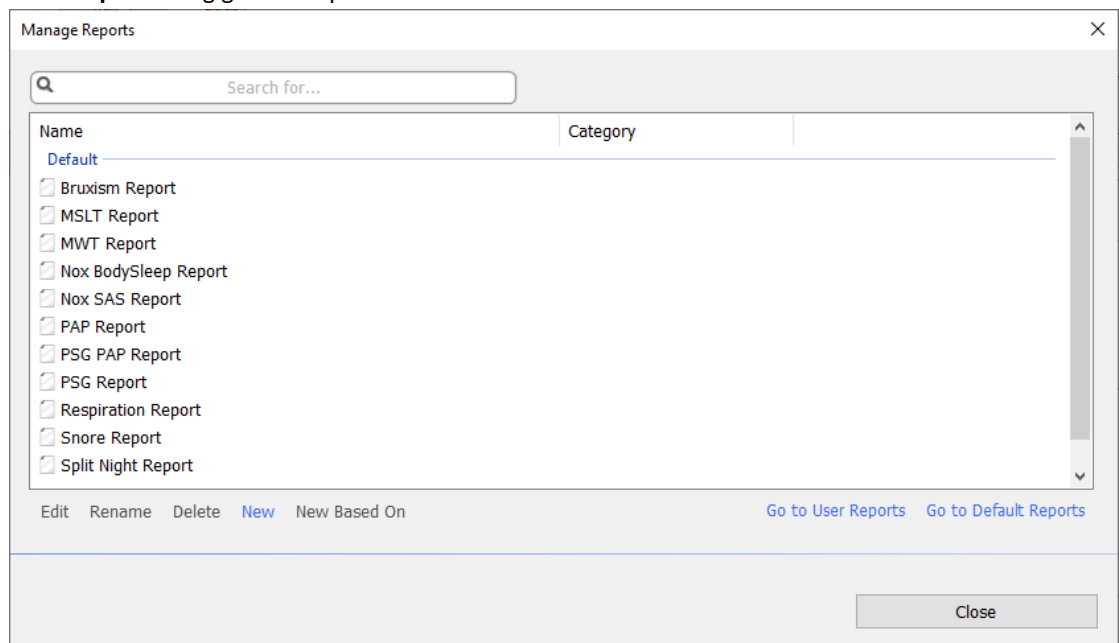 Manage Reports
Search for...
Name Category
Default
Bruxism Report
MSLT Report
MWT Report
Nox BodySleep Report
Nox SAS Report
PAP Report
PSG PAP Report
PSG Report
Respiration Report
Snore Report
Split Night Report
Edit Rename Delete New New Based On Go to User Reports Go to Default Reports
Close